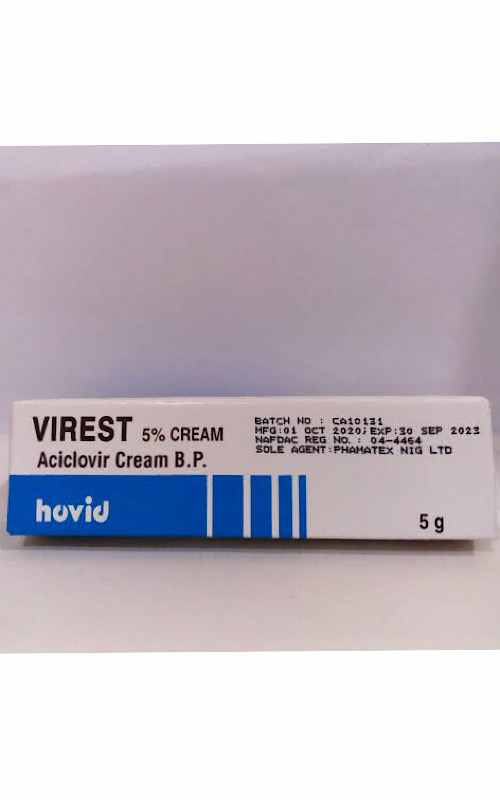 VIREST 5% CREAM
Aciclovir Cream B.P.
hovid
BATCH NO : CA10131
MFG:01 OCT 2020;EXP:30 SEP 2023
NAFDAC REG NO. : 04-4464
SOLE AGENT:PHAMATEX NIG LTD
5 g